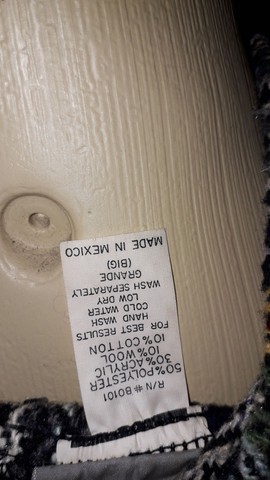 R/N # B0101
50% POLYESTER
30% ACRYLIC
10% WOOL
10% COTTON
FOR BEST RESULTS
HAND WASH
COLD WATER
LOW DRY
WASH SEPARATELY
GRANDE
(BIG)
MADE IN MEXICO